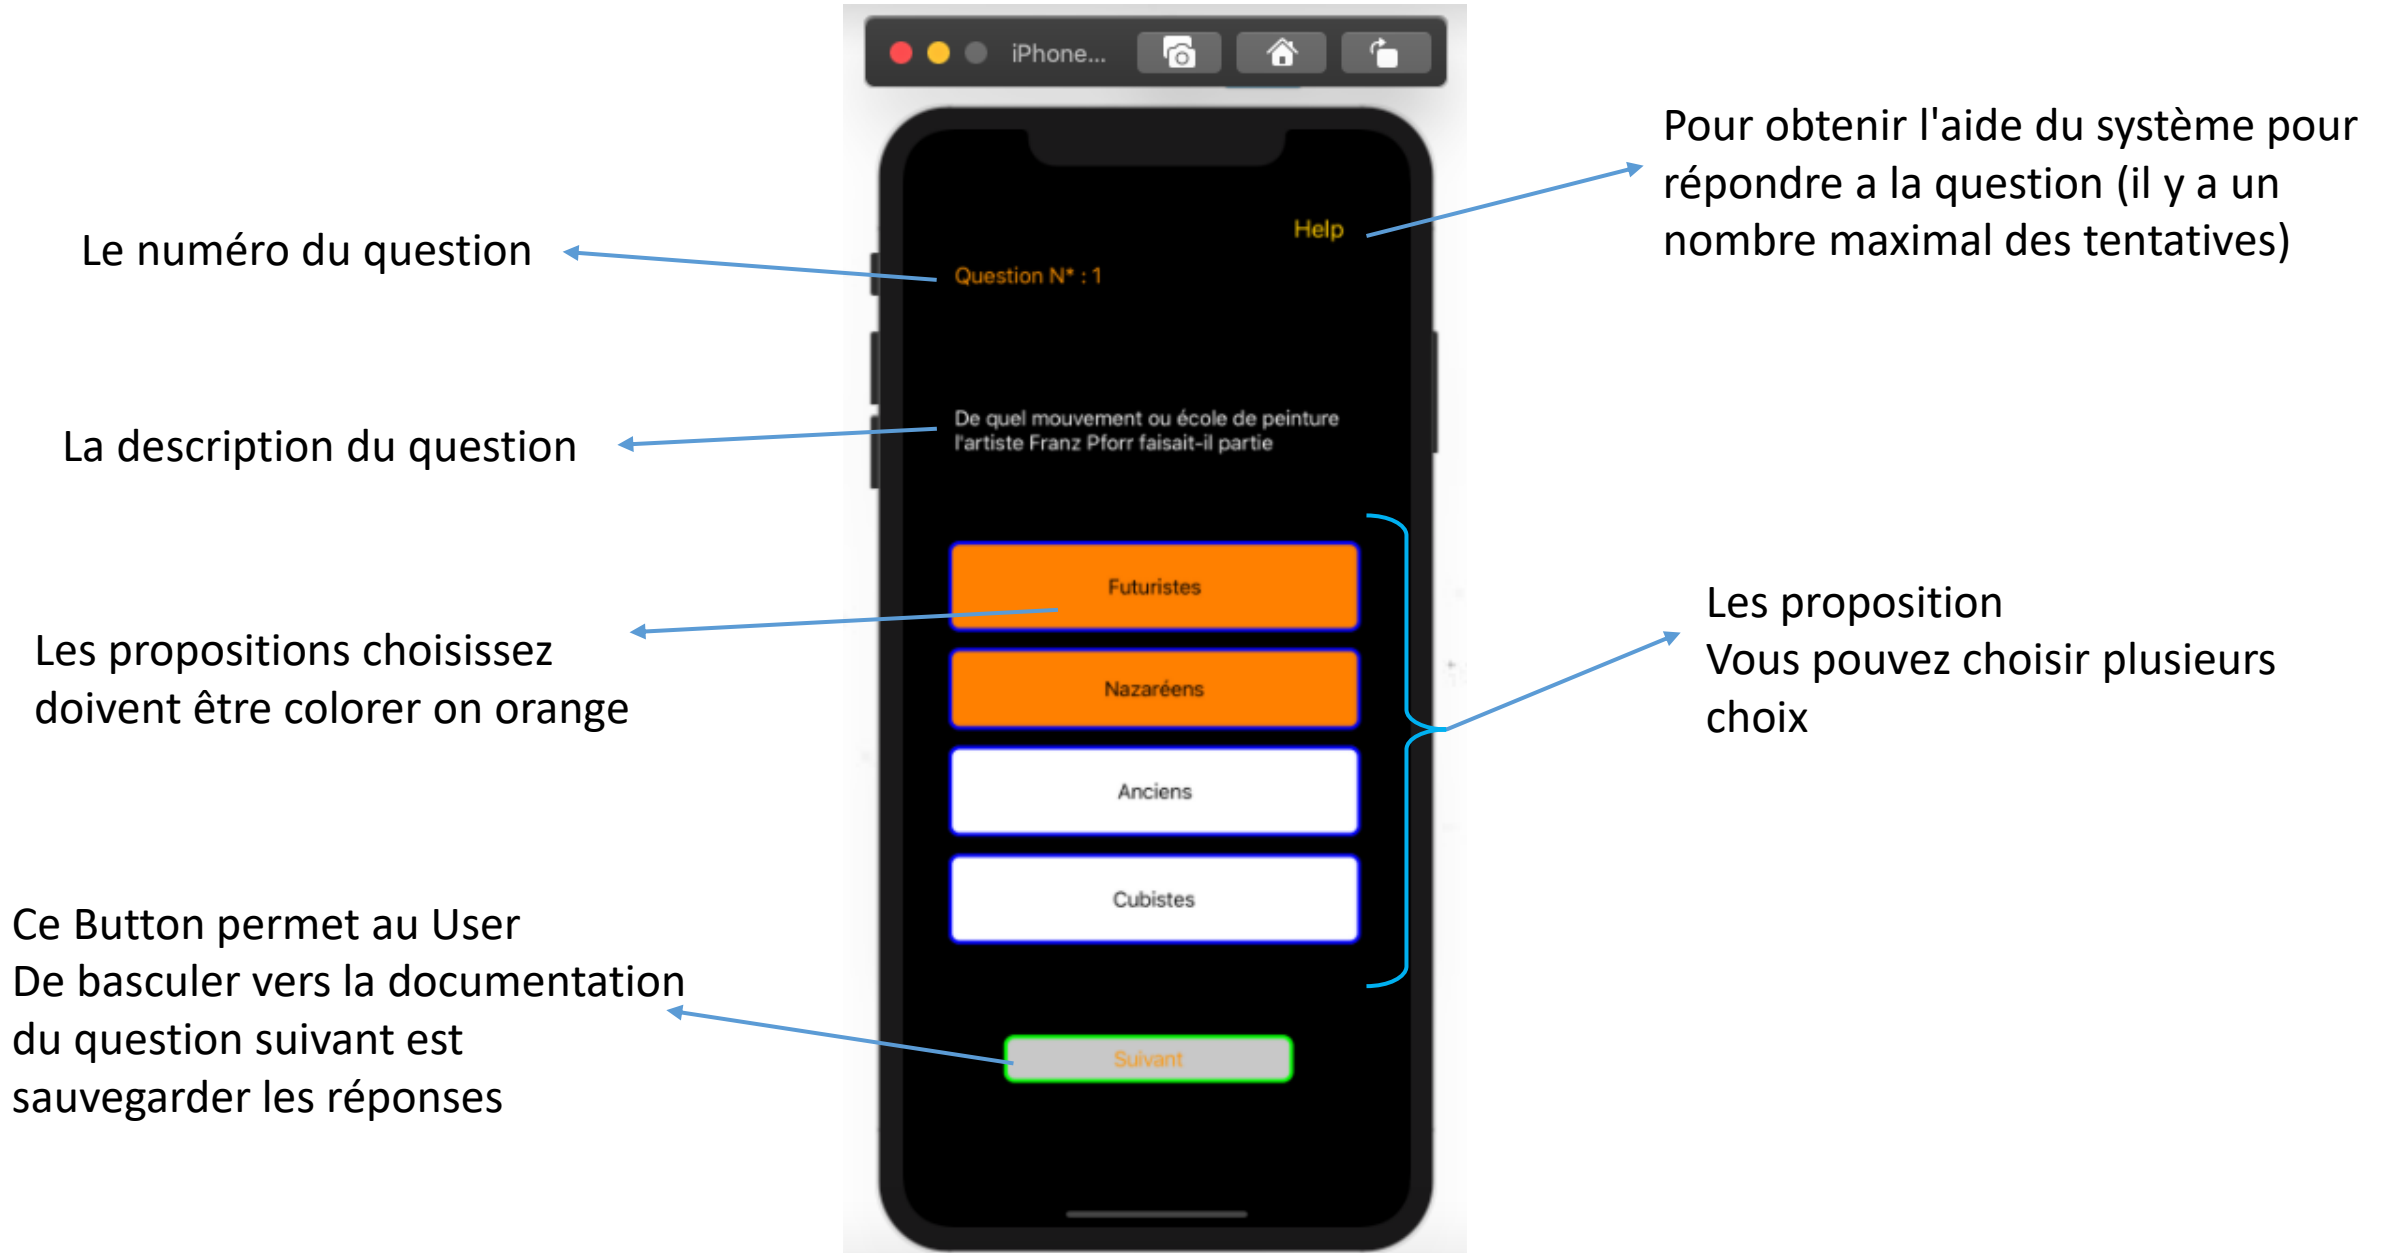 iPhone...
Pour obtenir l'aide du système pour
répondre a la question (il y a un
nombre maximal des tentatives)
Help
Le numéro du question
Question N* : 1
De quel mouvement ou école de peinture
l'artiste Franz Pforr faisait-il partie
La description du question
Futuristes
Les proposition
Vous pouvez choisir plusieurs
choix
Les propositions choisissez
doivent être colorer on orange
Nazaréens
Anciens
Cubistes
Ce Button permet au User
De basculer vers la documentation
du question suivant est
sauvegarder les réponses
Suivant